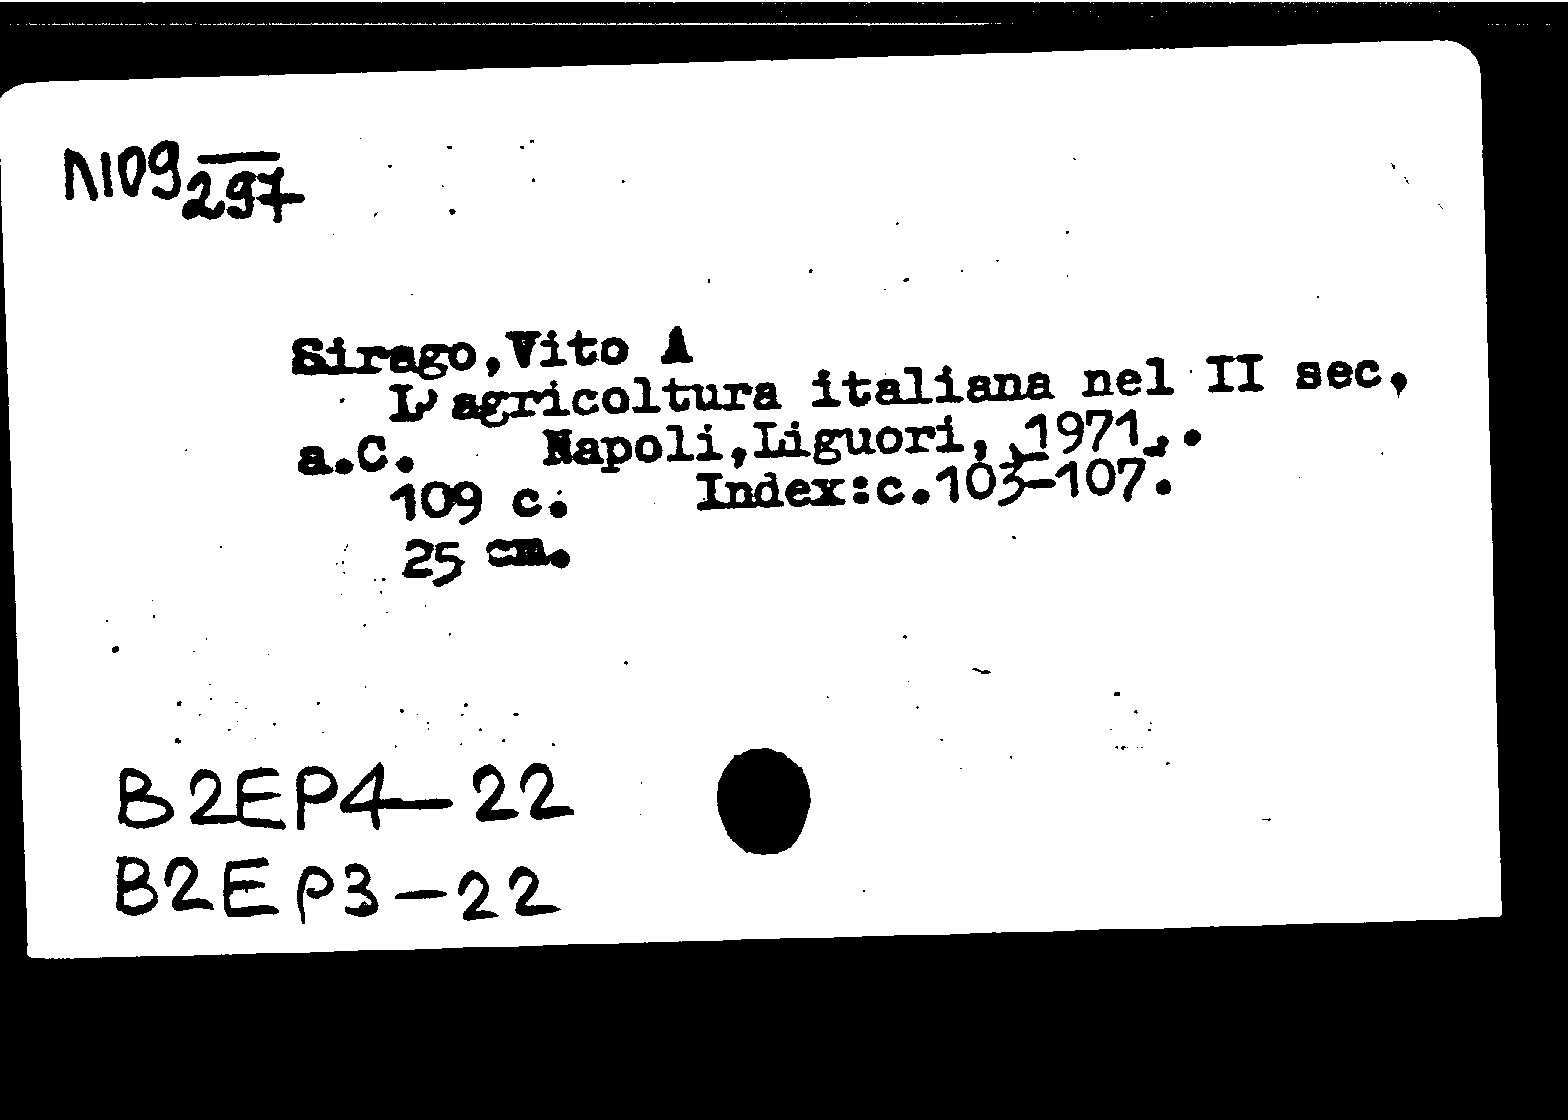 Л109
297
Sirago,Vito A
L'agricoltura italiana nel II sec,
a.C. Napoli,Liguori, 1971..
109 c. Index:c.103-107.
25 cm.
B2EP4-22
B2EP3-22